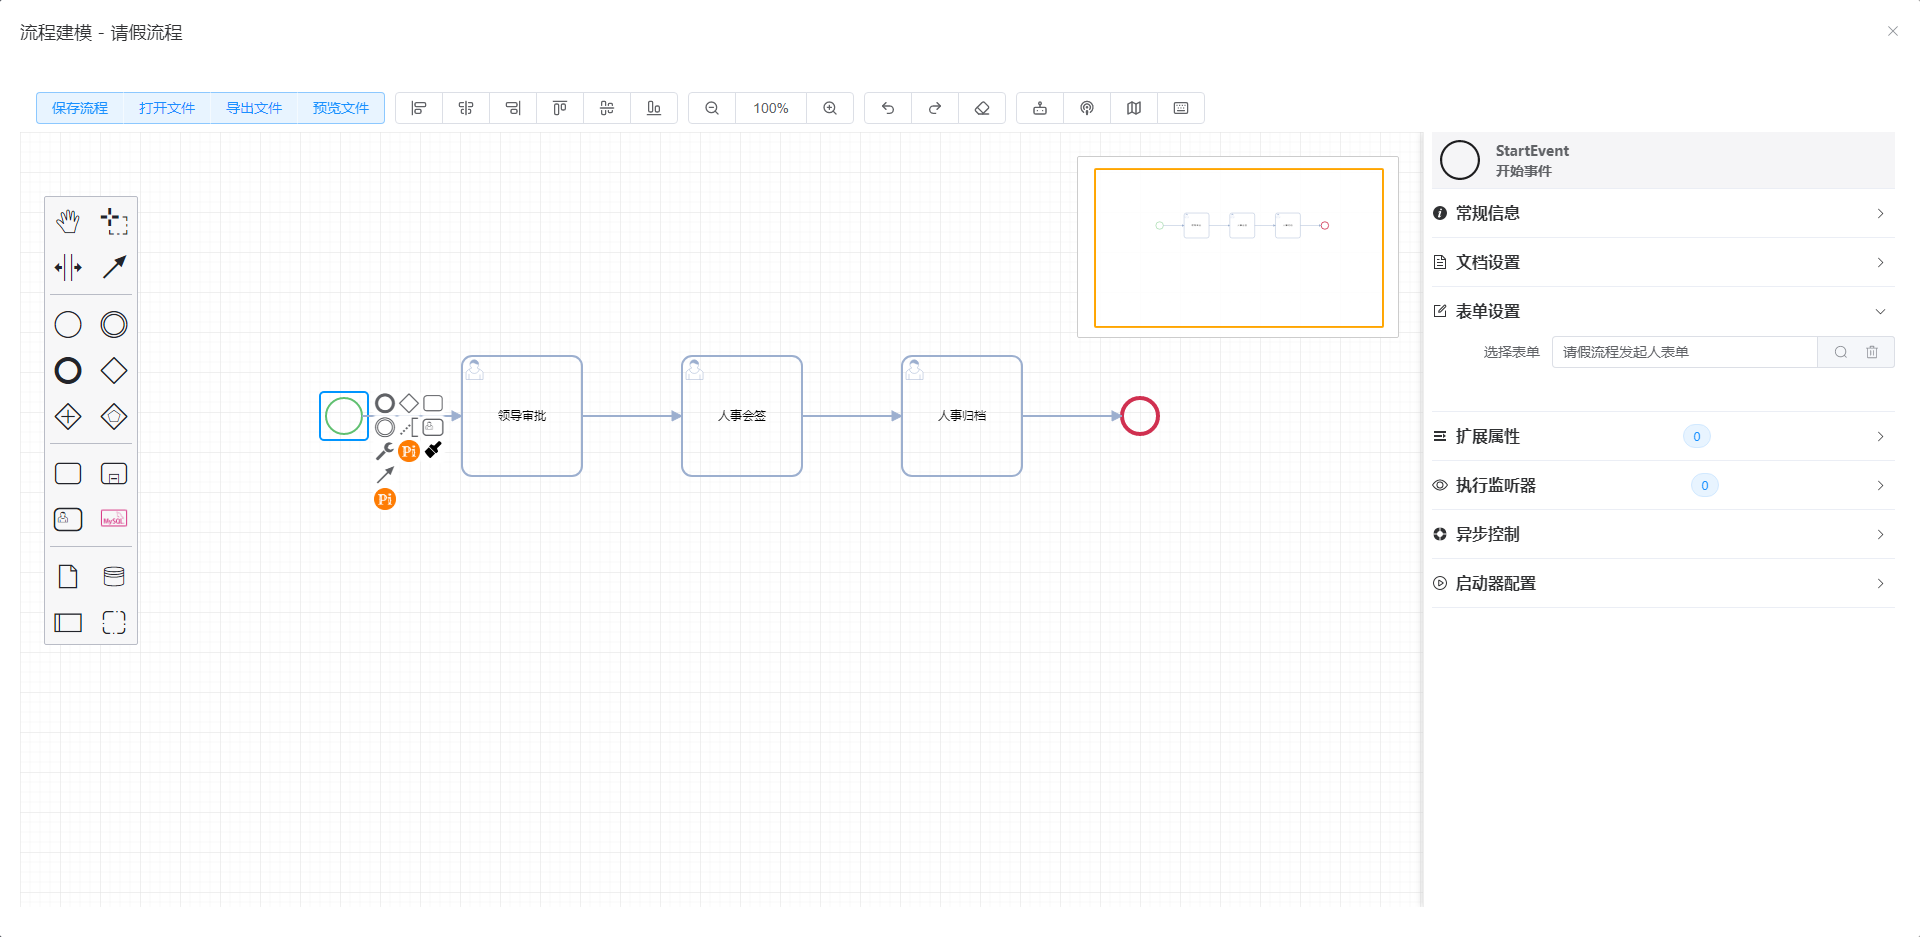 流程建模 - 请假流程
保存流程 打开文件 导出文件 预览文件 100%
StartEvent
开始事件
常规信息
文档设置
表单设置
选择表单 请假流程发起人表单
扩展属性 0
执行监听器 0
异步控制
启动器配置
领导审批 人事会签 人事归档
Pi
Pi
MySQL